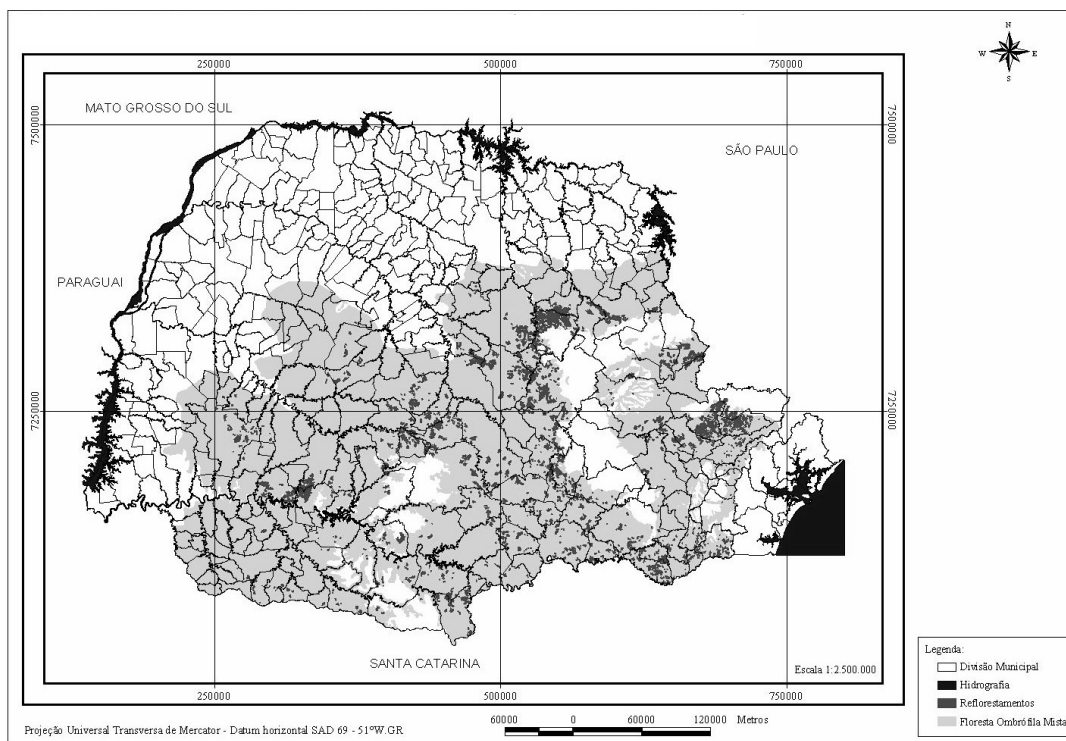 N
W E
S
250000 500000 750000
MATO GROSSO DO SUL
7500000 7500000
SÃO PAULO
PARAGUAI
7250000 7250000
SANTA CATARINA
Escala 1:2.500.000
250000 500000 750000
Legenda:
Divisão Municipal
Hidrografia
Reflorestamentos
Floresta Ombrófila Mista
Projeção Universal Transversa de Mercator - Datum horizontal SAD 69 - 51ºW.GR
60000 0 60000 120000 Metros